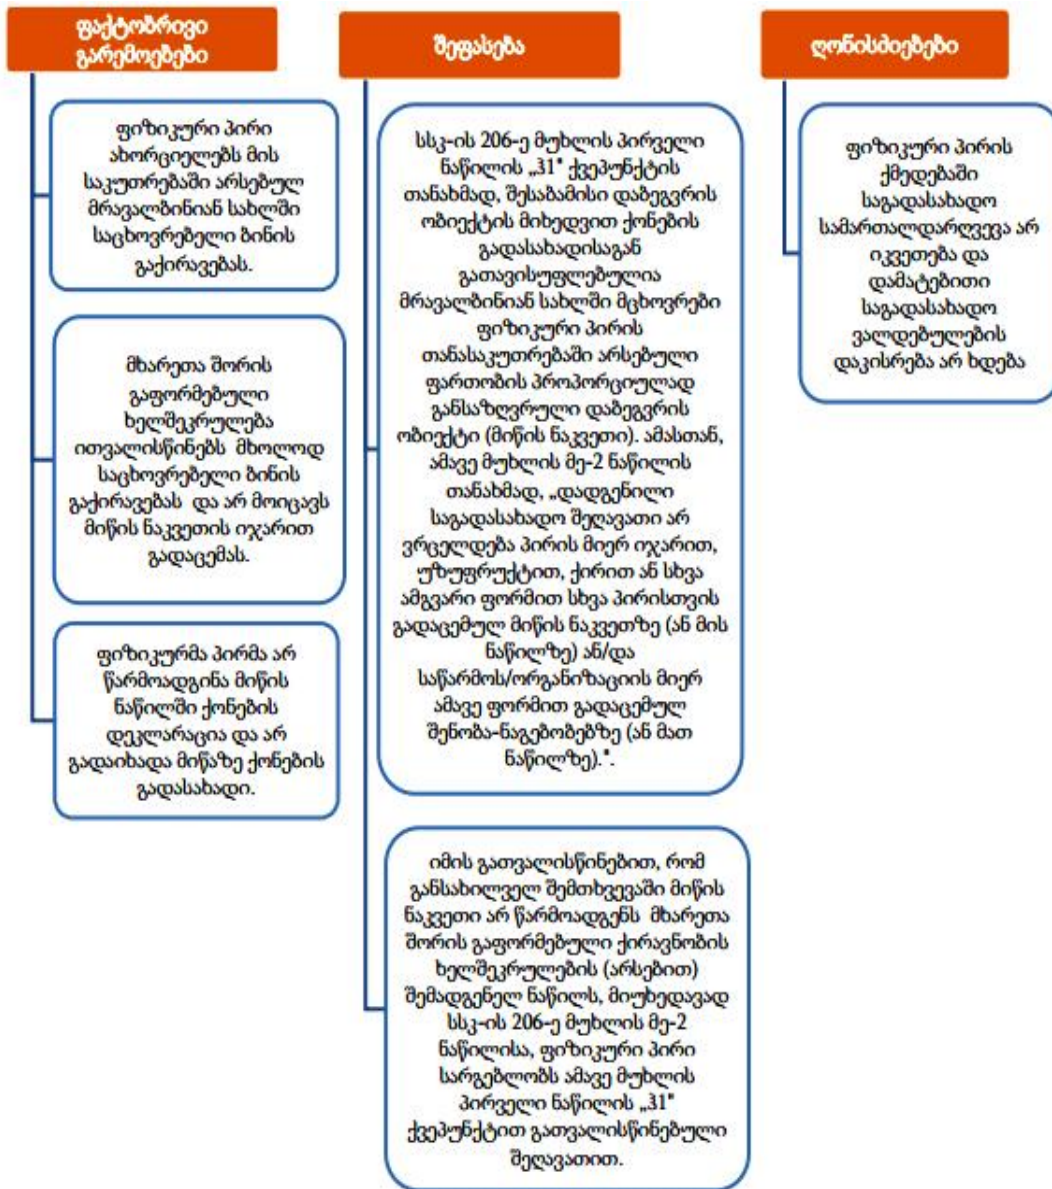 ფაქტობრივი
გარემოებები
ფიზიკური პირი
ახორციელებს მის
საკუთრებაში არსებულ
მრავალბინიან სახლში
საცხოვრებელი ბინის
გაქირავებას.
მხარეთა შორის
გაფორმებული
ხელშეკრულება
ითვალისწინებს მხოლოდ
საცხოვრებელი ბინის
გაქირავებას და არ მოიცავს
მიწის ნაკვეთის იჯარით
გადაცემას.
ფიზიკურმა პირმა არ
წარმოადგინა მიწის
ნაწილში ქონების
დეკლარაცია და არ
გადაიხადა მიწაზე ქონების
გადასახადი.
შეფასება
სსკ-ის 206-ე მუხლის პირველი
ნაწილის „31" ქვეპუნქტის
თანახმად, შესაბამისი დაბეგვრის
ობიექტის მიხედვით ქონების
გადასახადისაგან
გათავისუფლებულია
მრავალბინიან სახლში მცხოვრები
ფიზიკური პირის
თანასაკუთრებაში არსებული
ფართობის პროპორციულად
განსაზღვრული დაბეგვრის
ობიექტი (მიწის ნაკვეთი). ამასთან,
ამავე მუხლის მე-2 ნაწილის
თანახმად, „დადგენილი
საგადასახადო შეღავათი არ
ვრცელდება პირის მიერ იჯარით,
უზუფრუქტით, ქირით ან სხვა
ამგვარი ფორმით სხვა პირისთვის
გადაცემულ მიწის ნაკვეთზე (ან მის
ნაწილზე) ან/და
საწარმოს/ორგანიზაციის მიერ
ამავე ფორმით გადაცემულ
შენობა-ნაგებობებზე (ან მათ
ნაწილზე).".
იმის გათვალისწინებით, რომ
განსახილველ შემთხვევაში მიწის
ნაკვეთი არ წარმოადგენს მხარეთა
შორის გაფორმებული ქირავნობის
ხელშეკრულების (არსებით)
შემადგენელ ნაწილს, მიუხედავად
სსკ-ის 206-ე მუხლის მე-2
ნაწილისა, ფიზიკური პირი
სარგებლობს ამავე მუხლის
პირველი ნაწილის „31"
ქვეპუნქტით გათვალისწინებული
შეღავათით.
ღონისძიებები
ფიზიკური პირის
ქმედებაში
საგადასახადო
სამართალდარღვევა არ
იკვეთება და
დამატებითი
საგადასახადო
ვალდებულების
დაკისრება არ ხდება